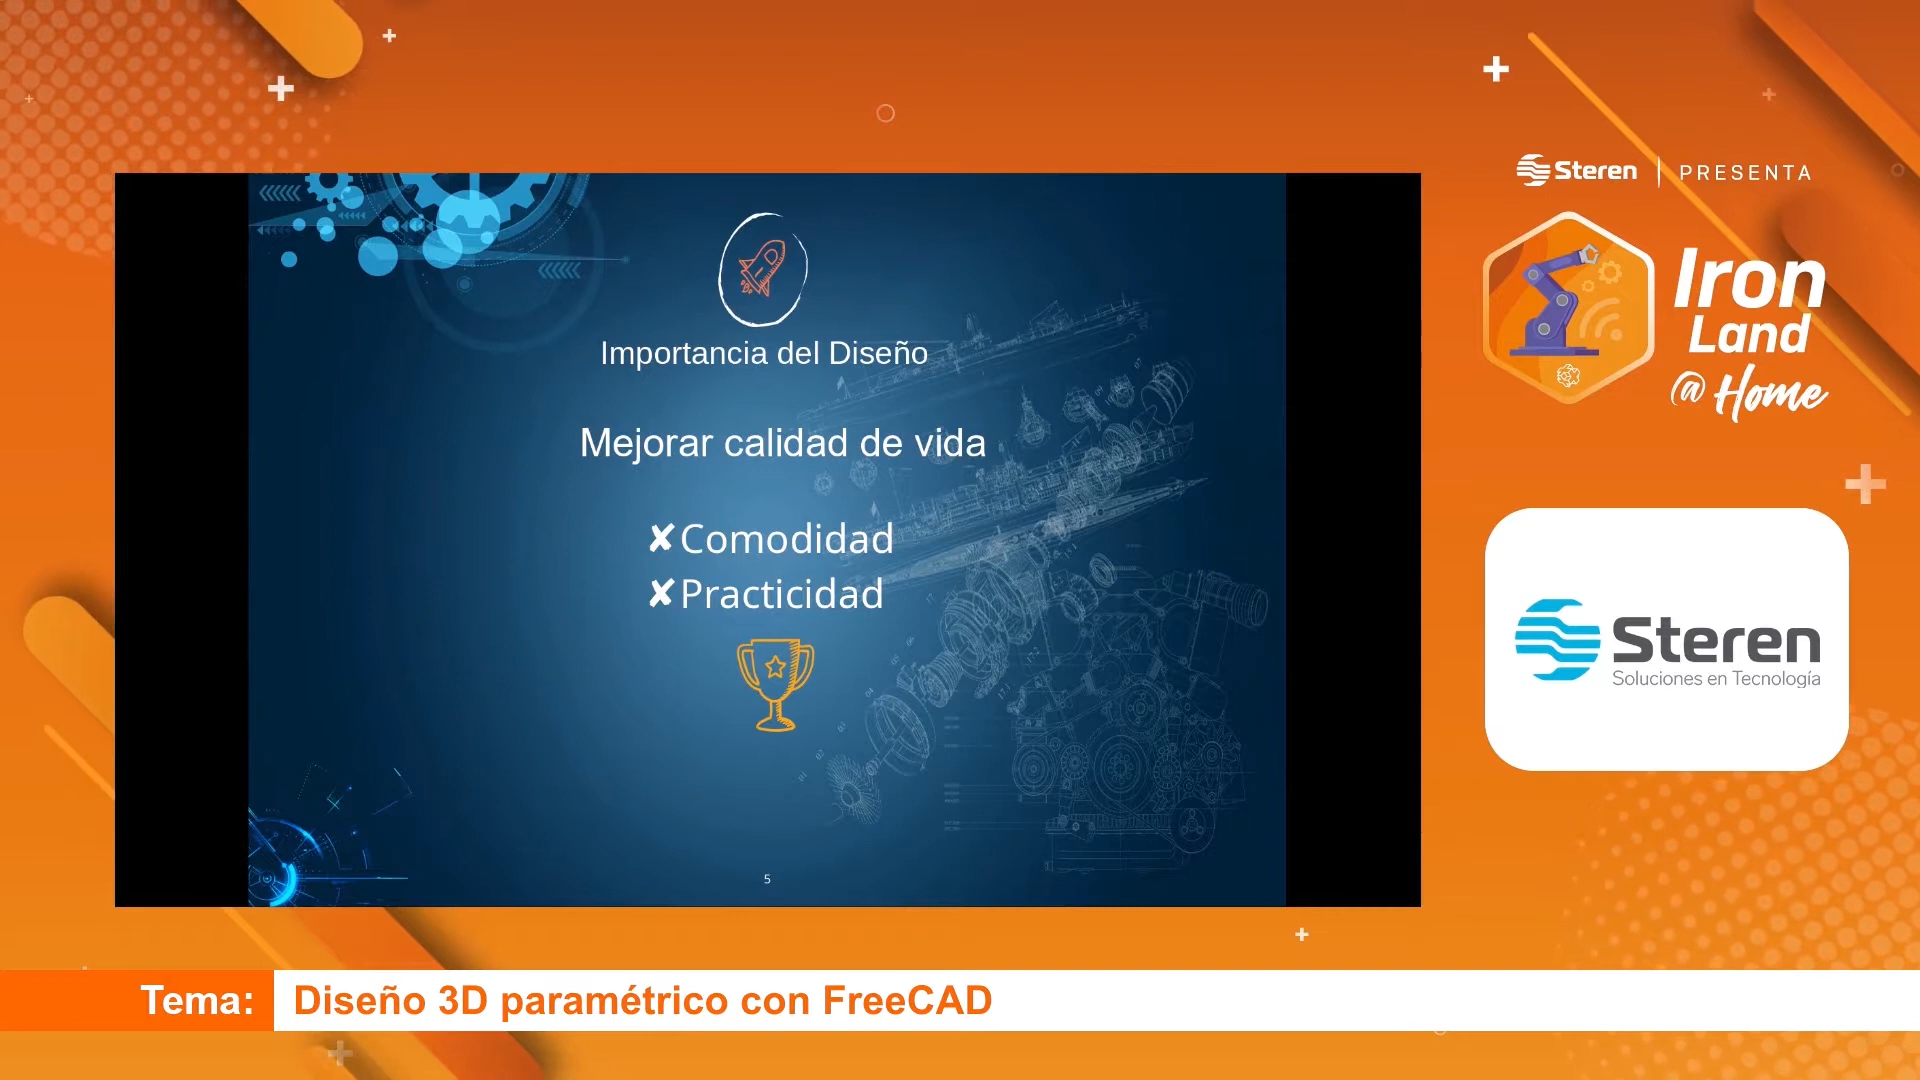 Steren | PRESENTA
Iron
Land
@ Home
Importancia del Diseño
Mejorar calidad de vida
✘Comodidad
✘Practicidad
5
Steren
Soluciones en Tecnología
Tema: Diseño 3D paramétrico con FreeCAD